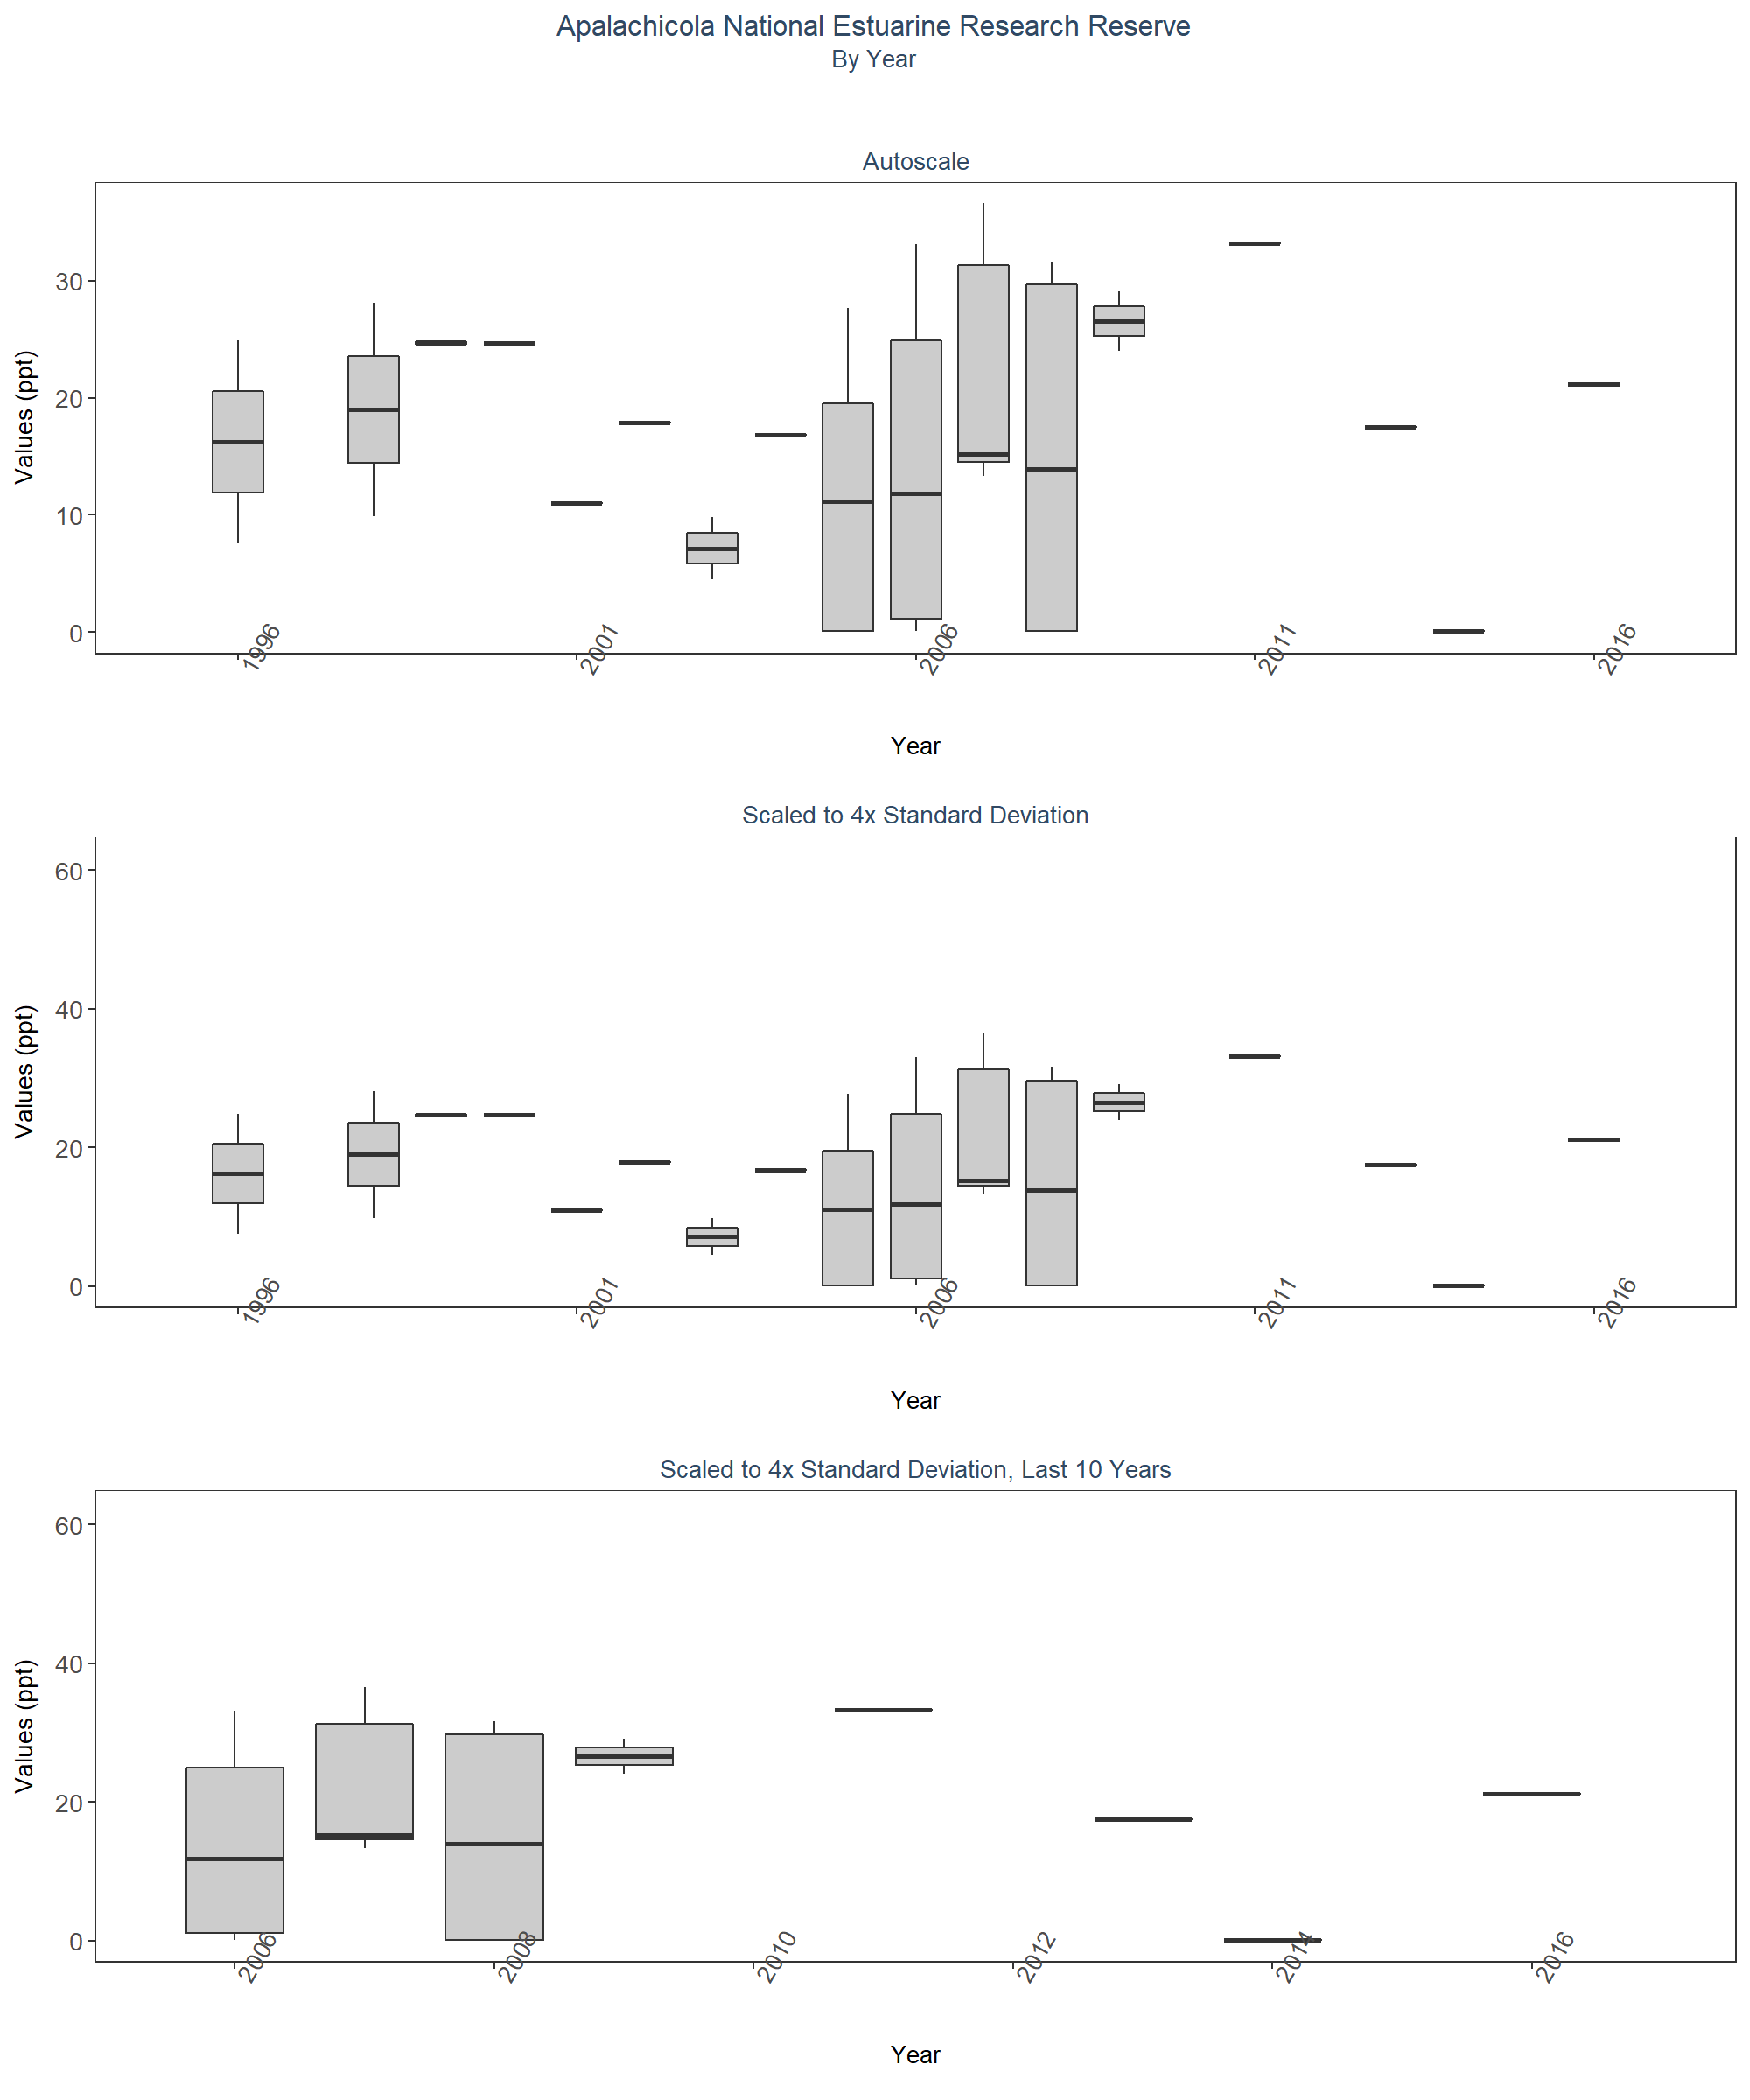 Apalachicola National Estuarine Research Reserve
By Year
Autoscale
Values (ppt)
30
20
10
0
1996
2001
2006
2011
2016
Year
Scaled to 4x Standard Deviation
Values (ppt)
60
40
20
0
1996
2001
2006
2011
2016
Year
Scaled to 4x Standard Deviation, Last 10 Years
Values (ppt)
60
40
20
0
2006
2008
2010
2012
2014
2016
Year